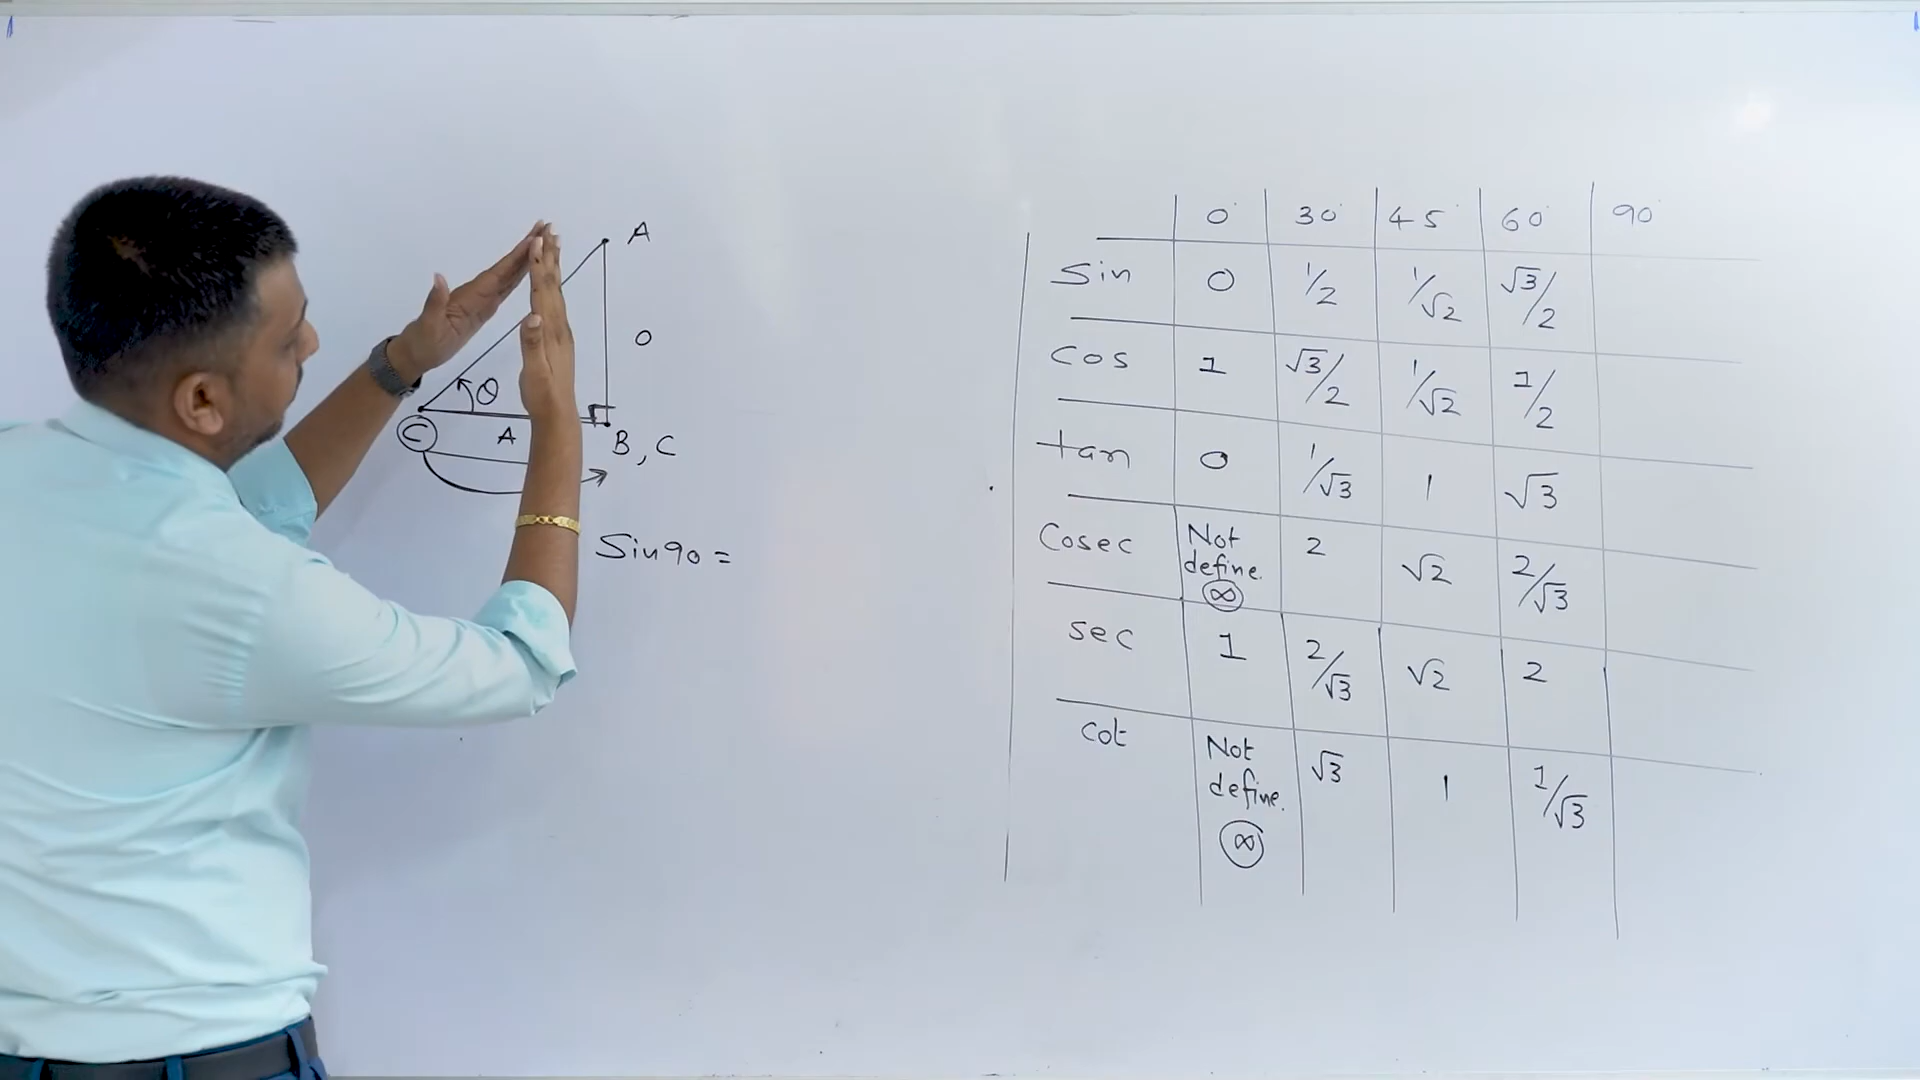 A
O
θ
C
A
B, C
Sin90 =
0° 30° 45° 60° 90°
Sin 0 1/2 1/√2 √3/2
Cos 1 √3/2 1/√2 1/2
tan 0 1/√3 1 √3
Cosec Not define. ∞ 2 √2 2/√3
sec 1 2/√3 √2 2
cot Not define. ∞ √3 1 1/√3